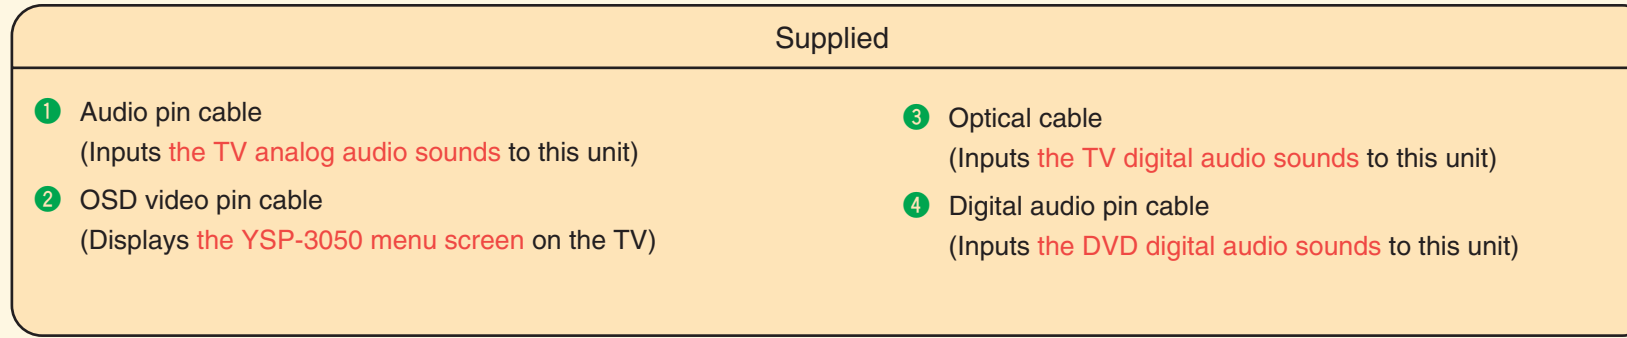 Supplied
1 Audio pin cable
(Inputs the TV analog audio sounds to this unit)
2 OSD video pin cable
(Displays the YSP-3050 menu screen on the TV)
3 Optical cable
(Inputs the TV digital audio sounds to this unit)
4 Digital audio pin cable
(Inputs the DVD digital audio sounds to this unit)